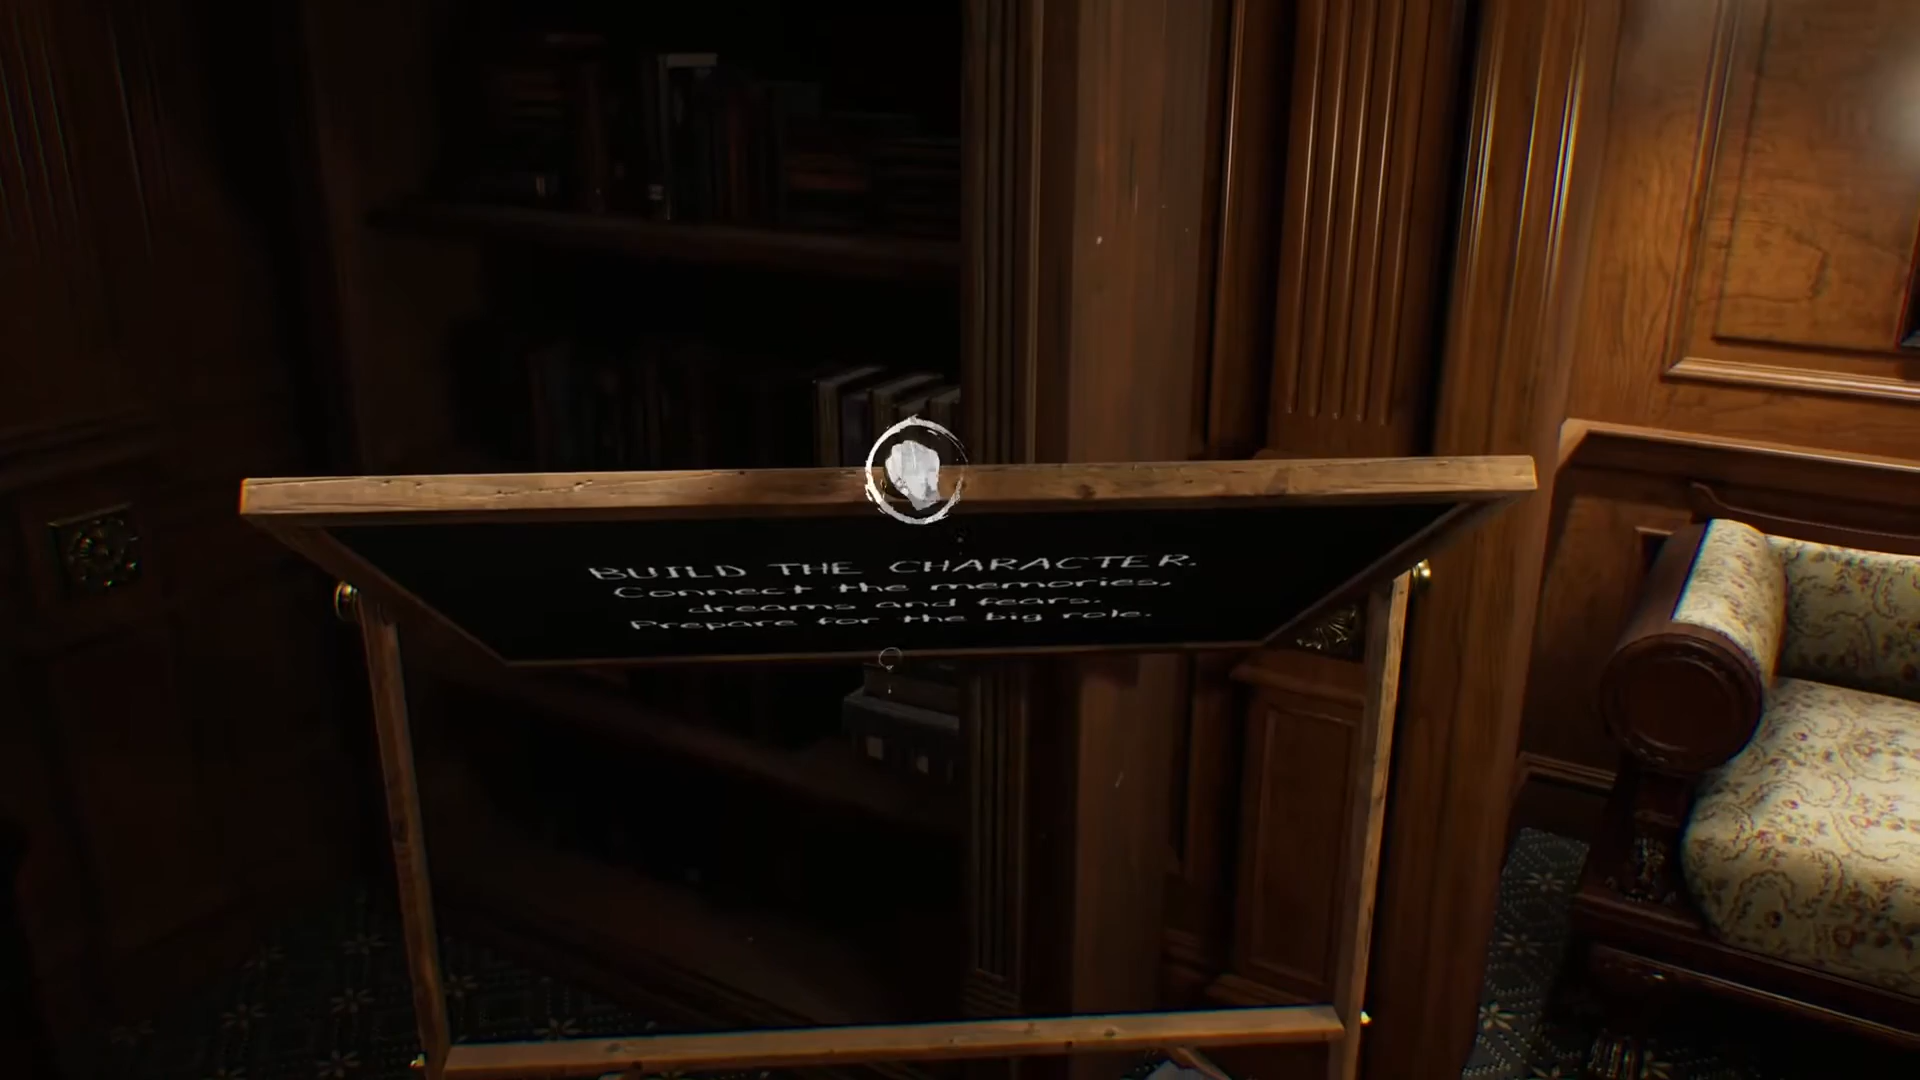 BUILD THE CHARACTER.
Connect the memories,
dreams and fears.
Prepare for the big role.